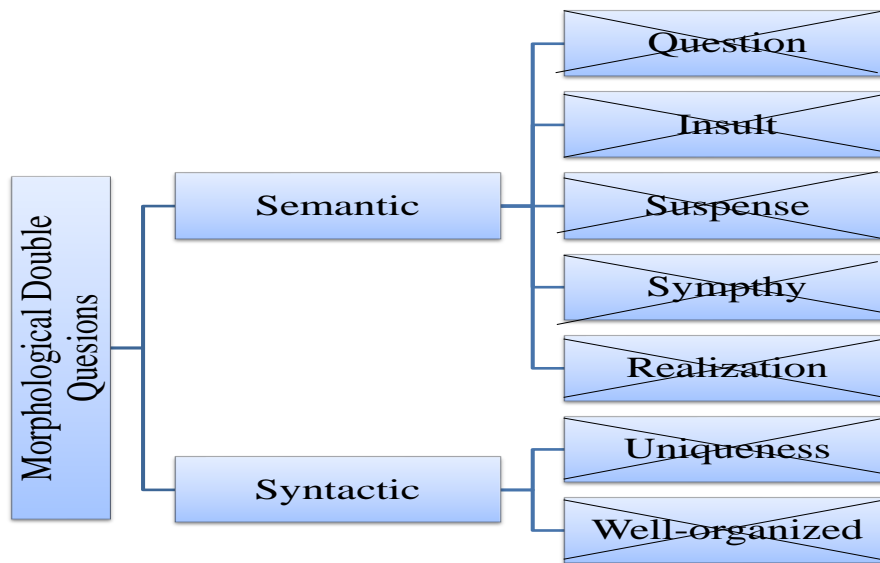 Morphological Double
Quesions
Semantic
Question
Insult
Suspense
Sympthy
Realization
Syntactic
Uniqueness
Well-organized